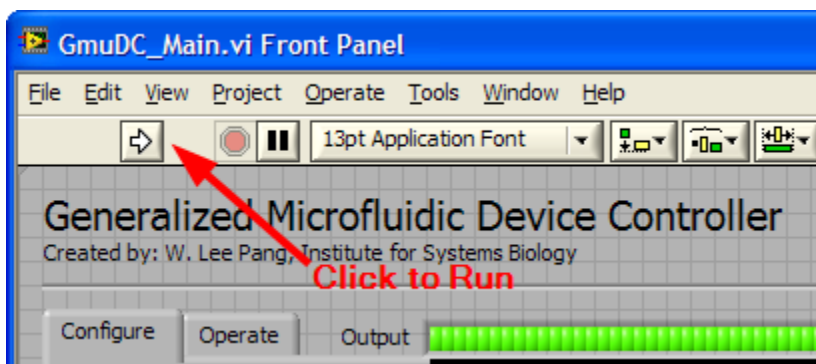 GmuDC_Main.vi Front Panel
File Edit View Project Operate Tools Window Help
13pt Application Font
Generalized Microfluidic Device Controller
Created by: W. Lee Pang, Institute for Systems Biology
Click to Run
Configure Operate Output